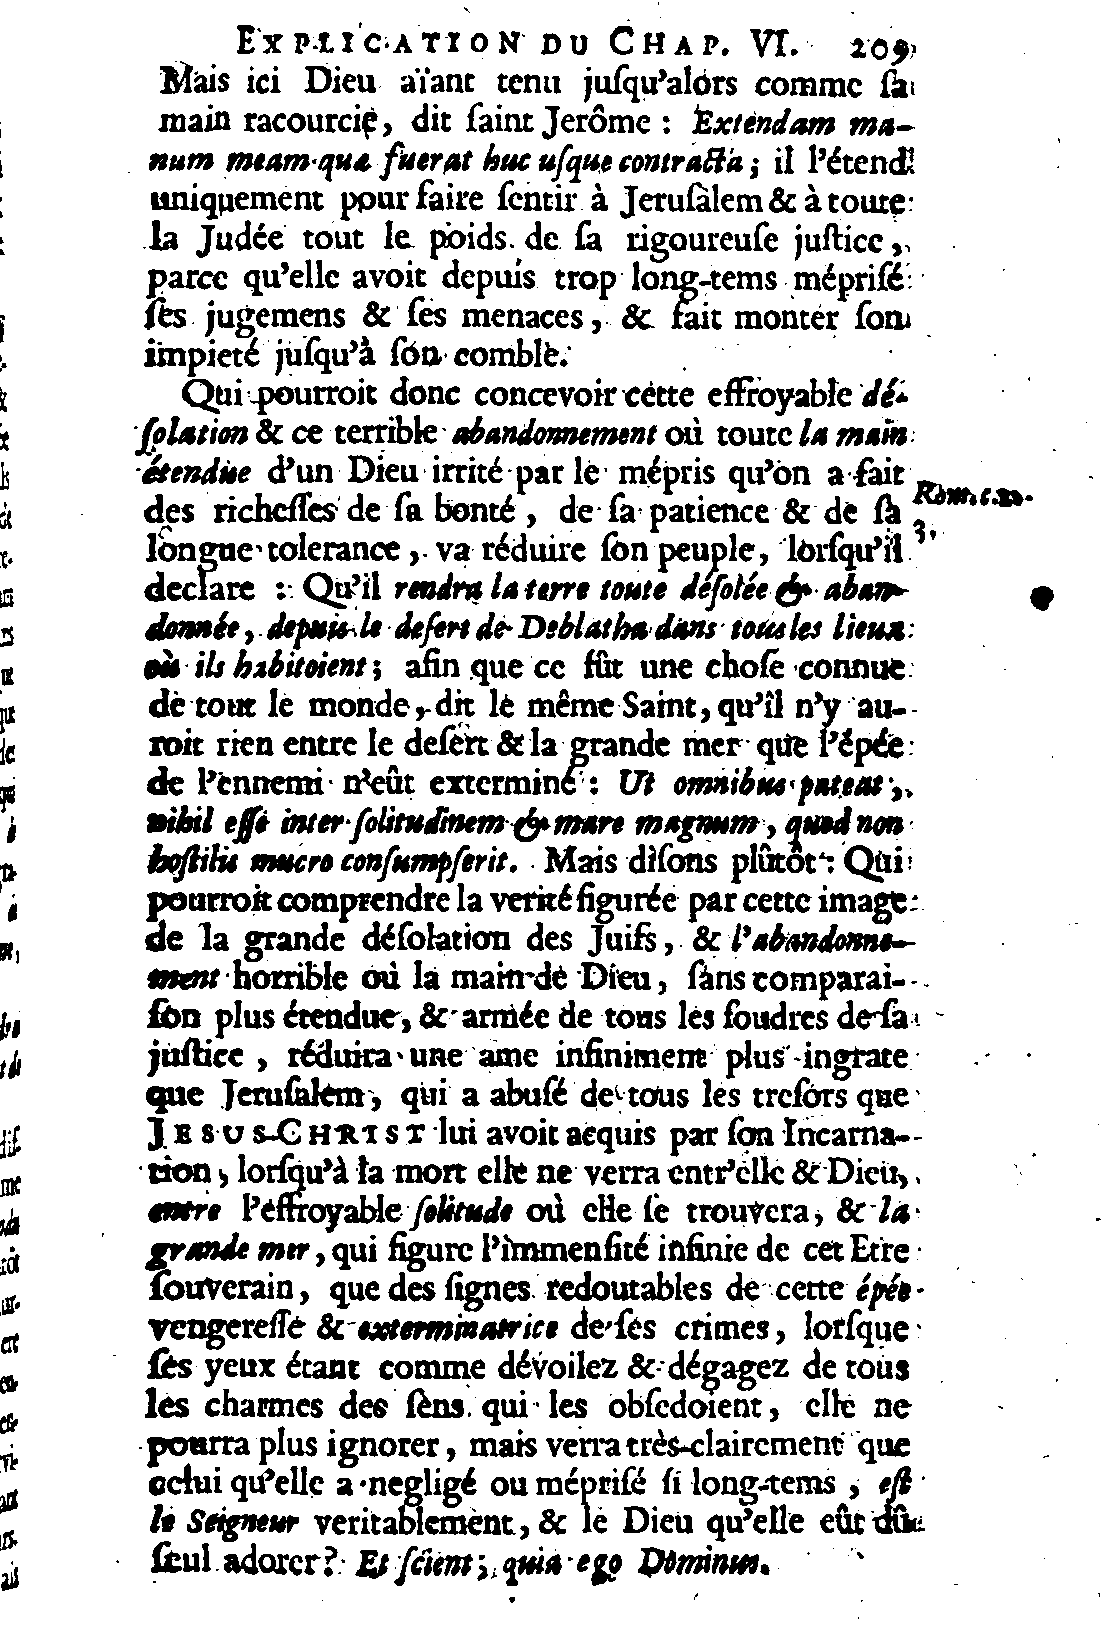 EXPLICATION DU CHAP. VI. 209
Mais ici Dieu aïant tenu juſqu'alors comme ſa
main racourcie, dit ſaint Jerôme : Extendam ma-
num meam quæ fuerat huc uſque contracta ; il l'étend
uniquement pour faire ſentir à Jeruſalem & à toute
la Judée tout le poids de ſa rigoureuſe juſtice,
parce qu'elle avoit depuis trop long-tems mépriſé
ſes jugemens & ſes menaces, & fait monter ſon
impieté juſqu'à ſon comble.
Qui pourroit donc concevoir cette effroyable dé-
ſolation & ce terrible abandonnement où toute la main
étendue d'un Dieu irrité par le mépris qu'on a fait
des richeſſes de ſa bonté, de ſa patience & de ſa
Rom. c. 2.
3.
longue tolerance, va réduire ſon peuple, lorſqu'il
declare : Qu'il rendra la terre toute déſolée & aban-
donnée, depuis le deſert de Deblatha dans tous les lieux
où ils habitoient ; afin que ce fût une choſe connue
de tout le monde, dit le même Saint, qu'il n'y au-
roit rien entre le deſert & la grande mer que l'épée
de l'ennemi n'eût exterminé : Ut omnibus pateat,
nihil eſſe inter ſolitudinem & mare magnum, quod non
hoſtilis mucro conſumpſerit. Mais diſons plûtôt : Qui
pourroit comprendre la verité figurée par cette image
de la grande déſolation des Juifs, & l'abandonne-
ment horrible où la main de Dieu, ſans comparai-
ſon plus étendue, & armée de tous les foudres de ſa
juſtice, réduira une ame infiniment plus ingrate
que Jeruſalem, qui a abuſé de tous les treſors que
JESUS-CHRIST lui avoit acquis par ſon Incarna-
tion, lorſqu'à la mort elle ne verra entr'elle & Dieu,
entre l'effroyable ſolitude où elle ſe trouvera, & la
grande mer, qui figure l'immenſité infinie de cet Etre
ſouverain, que des ſignes redoutables de cette épée
vengereſſe & exterminatrice de ſes crimes, lorſque
ſes yeux étant comme dévoilez & dégagez de tous
les charmes des ſens qui les obſedoient, elle ne
pourra plus ignorer, mais verra très-clairement que
celui qu'elle a negligé ou mépriſé ſi long-tems, eſt
le Seigneur veritablement, & le Dieu qu'elle eût dû
ſeul adorer ? Et ſcient, quia ego Dominus.